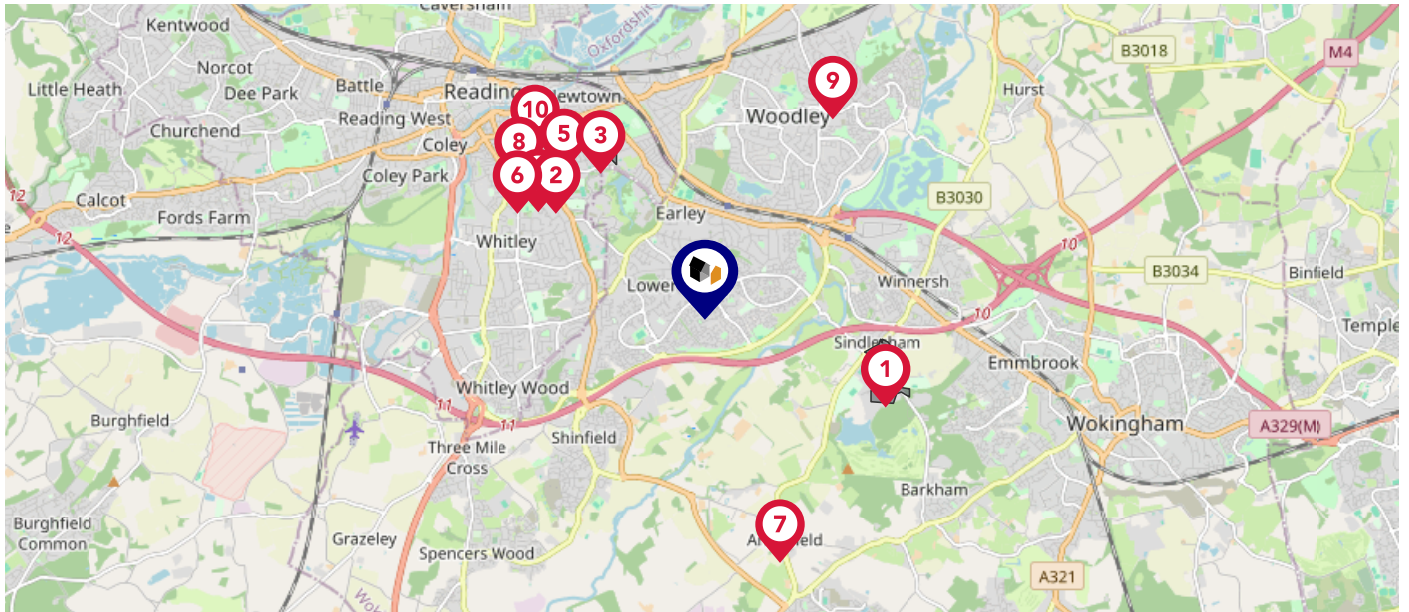 Caversham
Kentwood
Oxfordshire
B3018
M4
Norcot
Little Heath
Dee Park
Battle
Reading
Newtown
9
Hurst
10
Reading West
Woodley
Churchend
8
5
3
Coley
6
2
Coley Park
12
Calcot
Fords Farm
B3030
Earley
12
Whitley
10
B3034
Binfield
Lower
Winnersh
10
Temple
Sindlesham
Emmbrook
1
Whitley Wood
11
11
Burghfield
Wokingham
A329(M)
Three Mile
Cross
Shinfield
Barkham
Burghfield
Common
7
Grazeley
Spencers Wood
A321